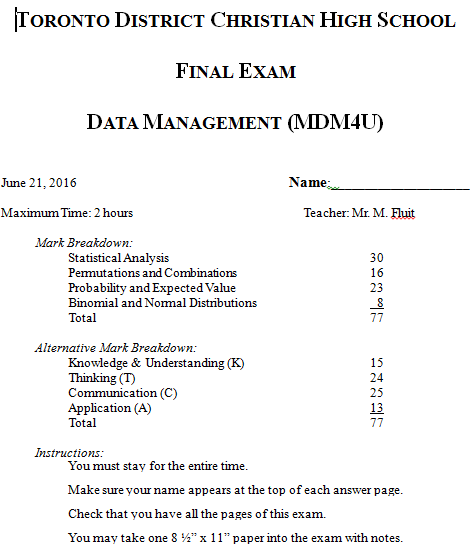 TORONTO DISTRICT CHRISTIAN HIGH SCHOOL
FINAL EXAM
DATA MANAGEMENT (MDM4U)
June 21, 2016 Name:____________________
Maximum Time: 2 hours Teacher: Mr. M. Fluit
Mark Breakdown:
Statistical Analysis 30
Permutations and Combinations 16
Probability and Expected Value 23
Binomial and Normal Distributions 8
Total 77
Alternative Mark Breakdown:
Knowledge & Understanding (K) 15
Thinking (T) 24
Communication (C) 25
Application (A) 13
Total 77
Instructions:
You must stay for the entire time.
Make sure your name appears at the top of each answer page.
Check that you have all the pages of this exam.
You may take one 8 ½” x 11” paper into the exam with notes.